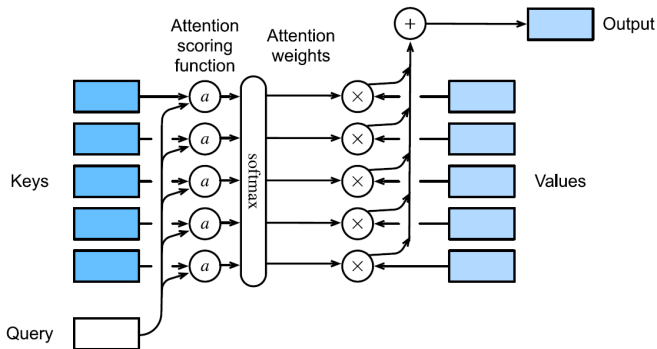 Attention
scoring
function
Attention
weights
+
Output
Keys
a
a
a
a
a
softmax
×
×
×
×
×
Values
Query